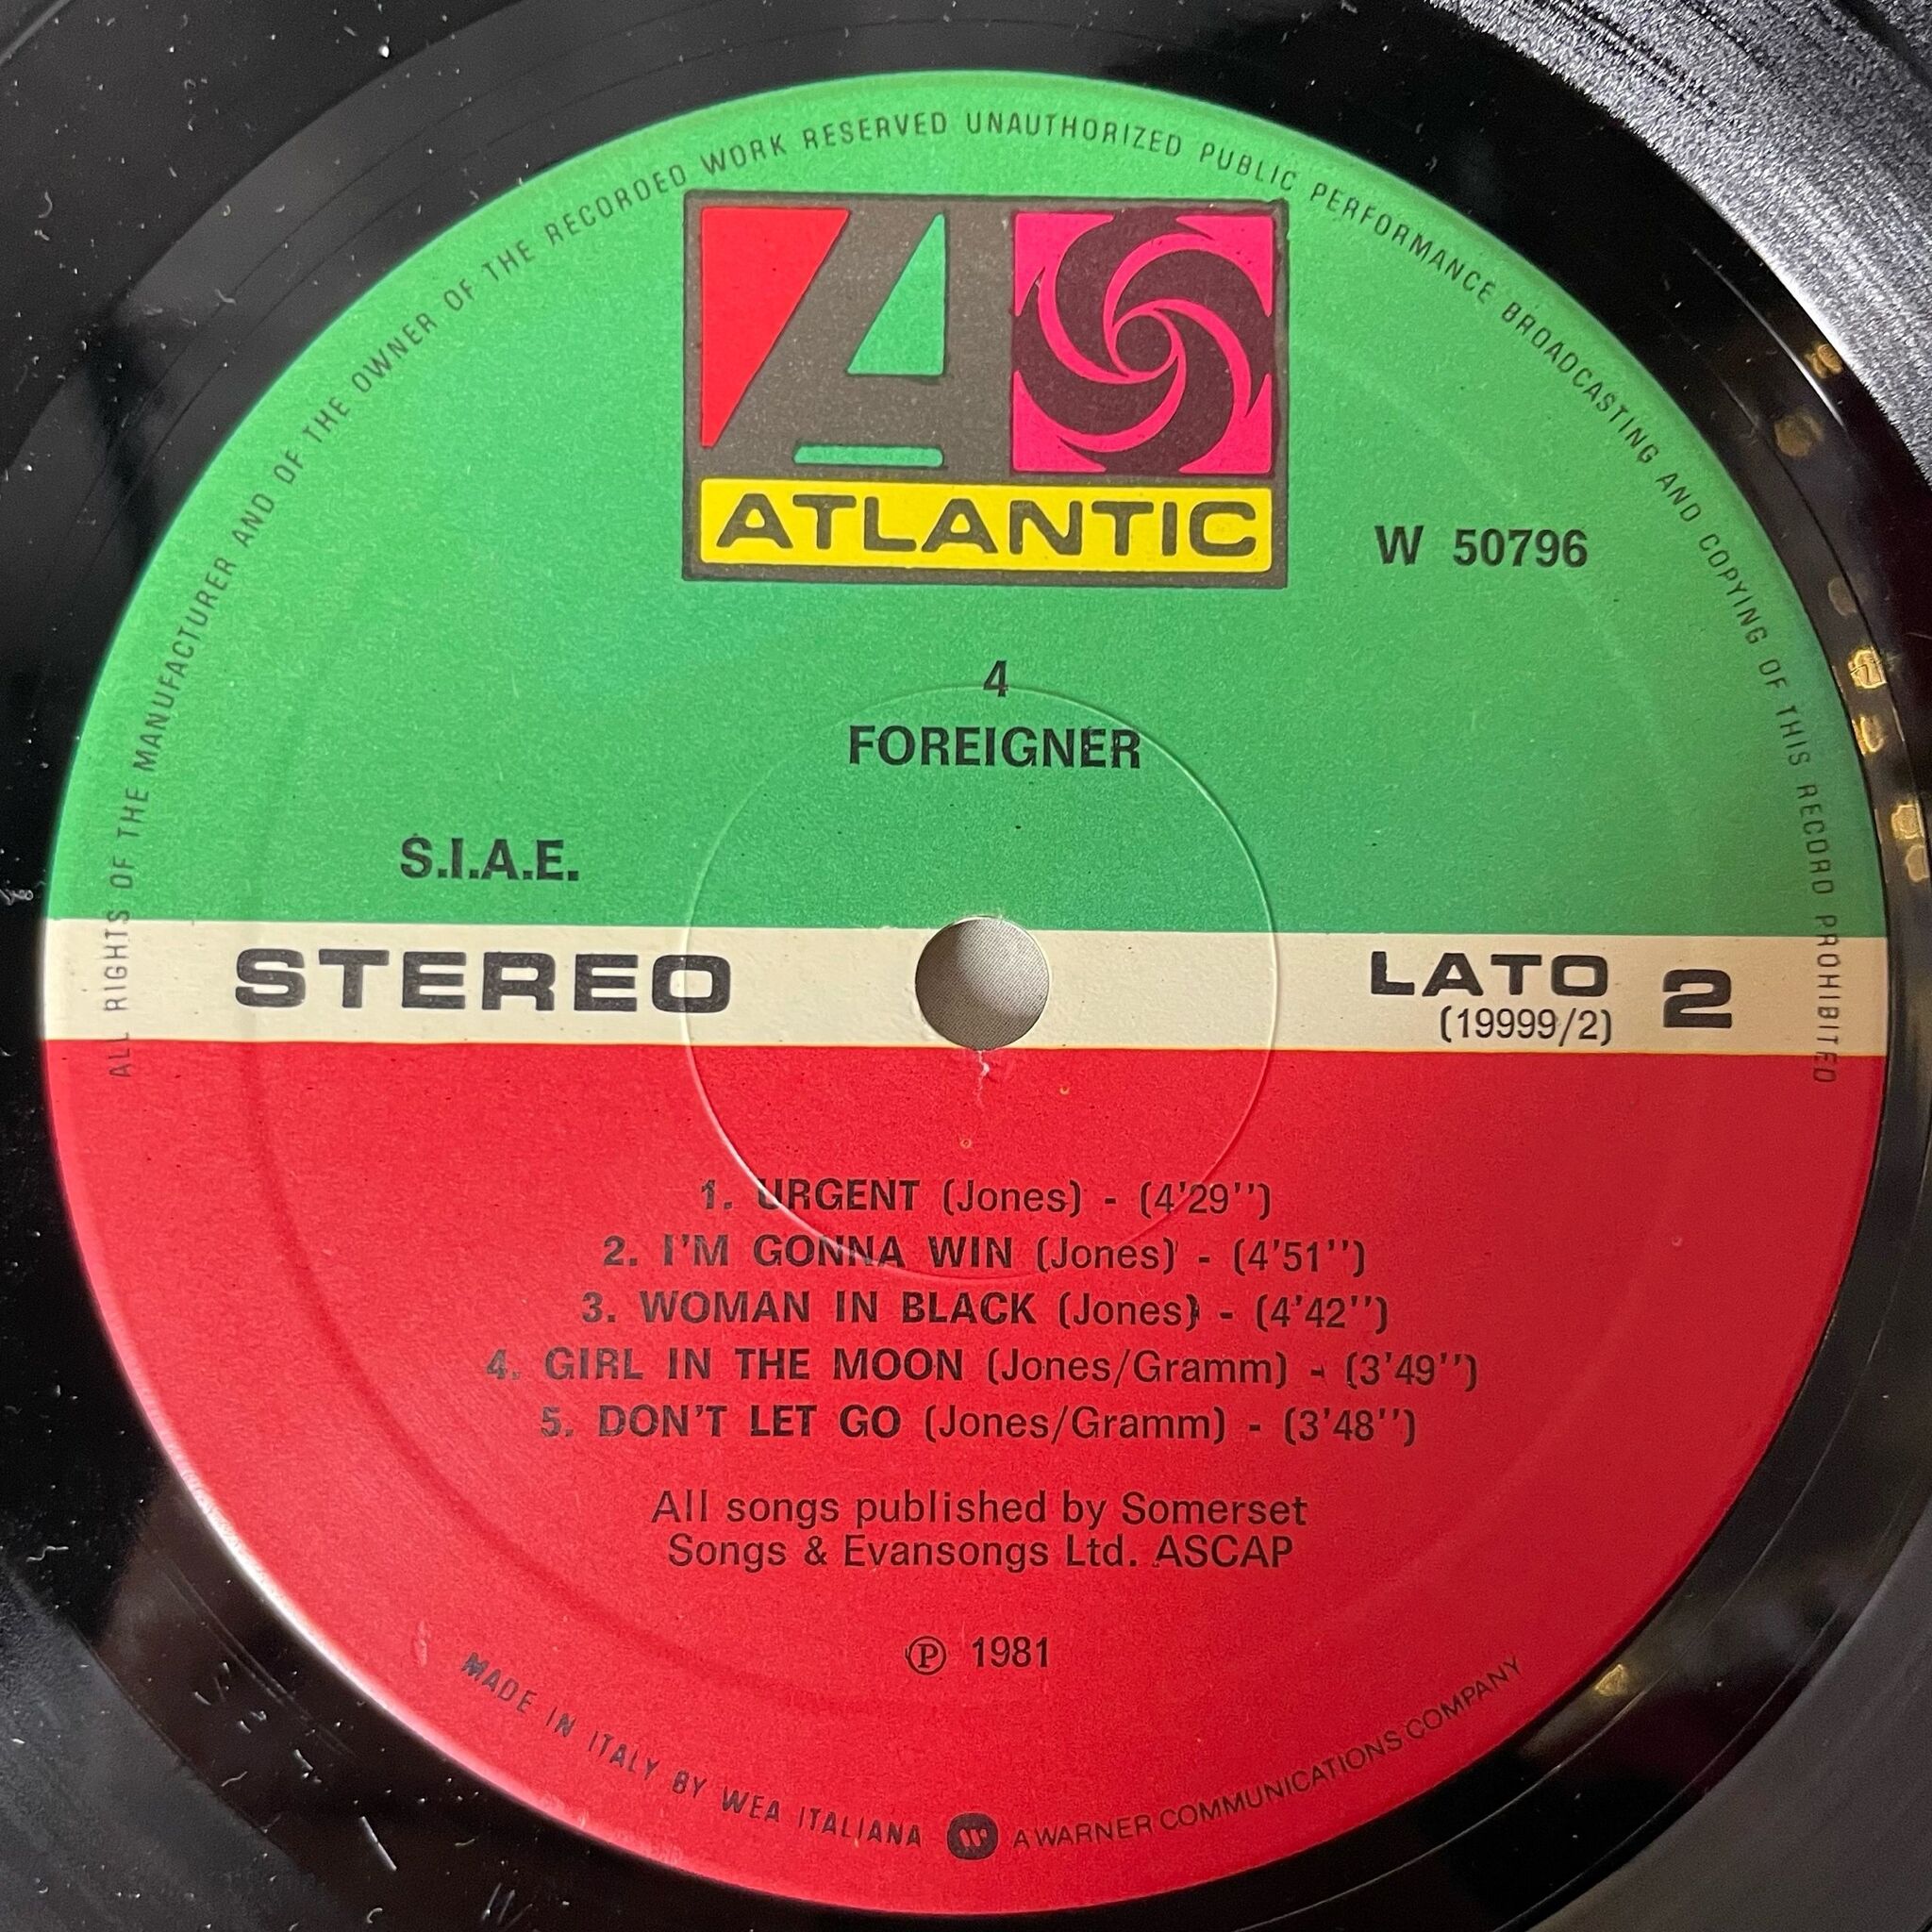 ALL RIGHTS OF THE MANUFACTURER AND OF THE OWNER OF THE RECORDED WORK RESERVED UNAUTHORIZED PUBLIC PERFORMANCE BROADCASTING AND COPYING OF THIS RECORD PROHIBITED
A
ATLANTIC
W 50796
4
FOREIGNER
S.I.A.E.
STEREO
LATO 2
(19999/2)
1. URGENT (Jones) - (4'29'')
2. I'M GONNA WIN (Jones) - (4'51'')
3. WOMAN IN BLACK (Jones) - (4'42'')
4. GIRL IN THE MOON (Jones/Gramm) - (3'49'')
5. DON'T LET GO (Jones/Gramm) - (3'48'')
All songs published by Somerset
Songs & Evansongs Ltd. ASCAP
℗ 1981
MADE IN ITALY BY WEA ITALIANA W A WARNER COMMUNICATIONS COMPANY